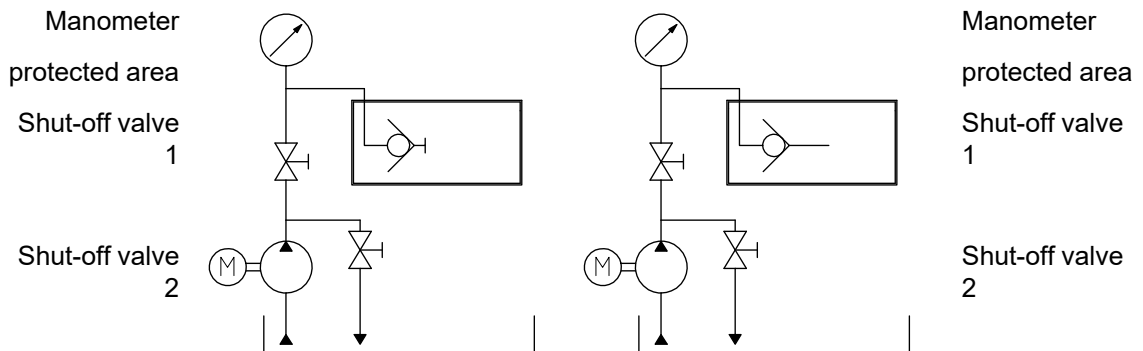 Manometer
protected area
Shut-off valve
1
Shut-off valve
2
M
M
Manometer
protected area
Shut-off valve
1
Shut-off valve
2